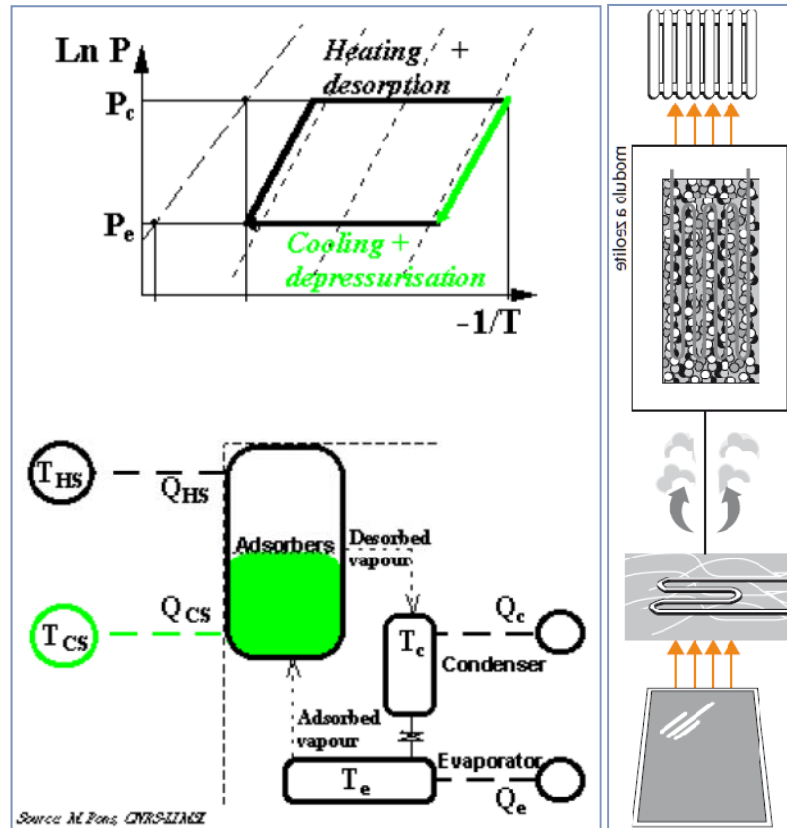 Ln P
Heating +
desorption
Pc
Pe
Cooling +
depressurisation
-1/T
THS
QHS
Adsorbers
Desorbed
vapour
TCS
QCS
Tc
Qc
Condenser
Adsorbed
vapour
Evaporator
Te
Qe
Source M. Pons, CNRS-LIMSI
modulo a zeolite